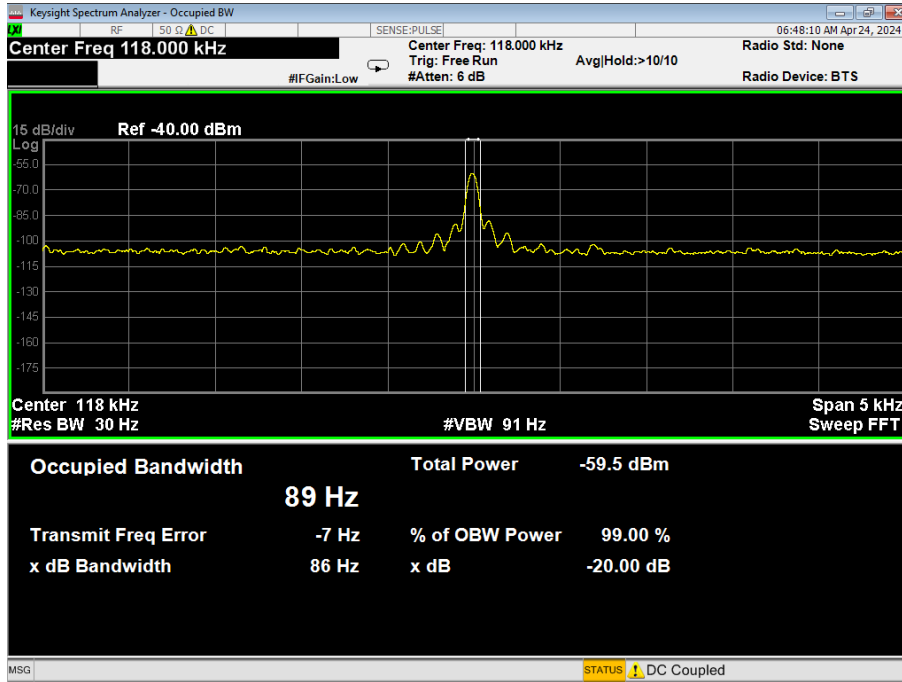 Keysight Spectrum Analyzer - Occupied BW
LXI RF 50 Ω DC SENSE:PULSE 06:48:10 AM Apr 24, 2024
Center Freq 118.000 kHz Center Freq: 118.000 kHz Radio Std: None
Trig: Free Run Avg|Hold:>10/10
#IFGain:Low #Atten: 6 dB Radio Device: BTS
15 dB/div Ref -40.00 dBm
Log
-55.0
-70.0
-85.0
-100
-115
-130
-145
-160
-175
Center 118 kHz Span 5 kHz
#Res BW 30 Hz #VBW 91 Hz Sweep FFT
Occupied Bandwidth Total Power -59.5 dBm
89 Hz
Transmit Freq Error -7 Hz % of OBW Power 99.00 %
x dB Bandwidth 86 Hz x dB -20.00 dB
MSG STATUS DC Coupled